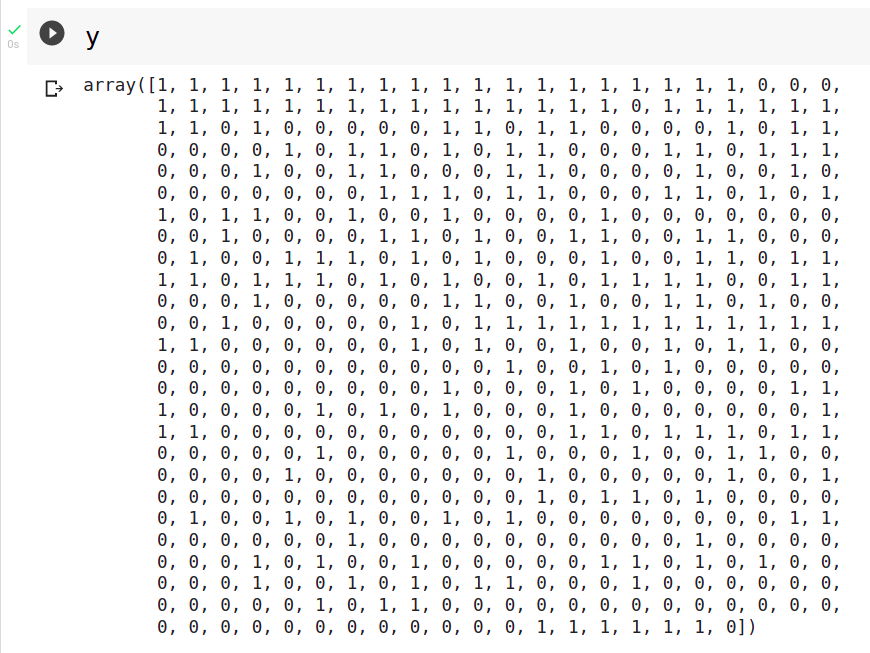 y
0s
array([1, 1, 1, 1, 1, 1, 1, 1, 1, 1, 1, 1, 1, 1, 1, 1, 1, 1, 1, 0, 0, 0,
1, 1, 1, 1, 1, 1, 1, 1, 1, 1, 1, 1, 1, 1, 1, 0, 1, 1, 1, 1, 1, 1,
1, 1, 0, 1, 0, 0, 0, 0, 0, 1, 1, 0, 1, 1, 0, 0, 0, 0, 1, 0, 1, 1,
0, 0, 0, 0, 1, 0, 1, 1, 0, 1, 0, 1, 1, 0, 0, 0, 1, 1, 0, 1, 1, 1,
0, 0, 0, 1, 0, 0, 1, 1, 0, 0, 0, 1, 1, 0, 0, 0, 0, 1, 0, 0, 1, 0,
0, 0, 0, 0, 0, 0, 0, 1, 1, 1, 0, 1, 1, 0, 0, 0, 1, 1, 0, 1, 0, 1,
1, 0, 1, 1, 0, 0, 1, 0, 0, 1, 0, 0, 0, 0, 1, 0, 0, 0, 0, 0, 0, 0,
0, 0, 1, 0, 0, 0, 0, 1, 1, 0, 1, 0, 0, 1, 1, 0, 0, 1, 1, 0, 0, 0,
0, 1, 0, 0, 1, 1, 1, 0, 1, 0, 1, 0, 0, 0, 1, 0, 0, 1, 1, 0, 1, 1,
1, 1, 0, 1, 1, 1, 0, 1, 0, 1, 0, 0, 1, 0, 1, 1, 1, 1, 0, 0, 1, 1,
0, 0, 0, 1, 0, 0, 0, 0, 0, 1, 1, 0, 0, 1, 0, 0, 1, 1, 0, 1, 0, 0,
0, 0, 1, 0, 0, 0, 0, 0, 1, 0, 1, 1, 1, 1, 1, 1, 1, 1, 1, 1, 1, 1,
1, 1, 0, 0, 0, 0, 0, 0, 1, 0, 1, 0, 0, 1, 0, 0, 1, 0, 1, 1, 0, 0,
0, 0, 0, 0, 0, 0, 0, 0, 0, 0, 0, 1, 0, 0, 1, 0, 1, 0, 0, 0, 0, 0,
0, 0, 0, 0, 0, 0, 0, 0, 0, 1, 0, 0, 0, 1, 0, 1, 0, 0, 0, 0, 1, 1,
1, 0, 0, 0, 0, 1, 0, 1, 0, 1, 0, 0, 0, 1, 0, 0, 0, 0, 0, 0, 0, 1,
1, 1, 0, 0, 0, 0, 0, 0, 0, 0, 0, 0, 0, 1, 1, 0, 1, 1, 1, 0, 1, 1,
0, 0, 0, 0, 0, 1, 0, 0, 0, 0, 0, 1, 0, 0, 0, 1, 0, 0, 1, 1, 0, 0,
0, 0, 0, 0, 1, 0, 0, 0, 0, 0, 0, 0, 1, 0, 0, 0, 0, 0, 1, 0, 0, 1,
0, 0, 0, 0, 0, 0, 0, 0, 0, 0, 0, 0, 1, 0, 1, 1, 0, 1, 0, 0, 0, 0,
0, 1, 0, 0, 1, 0, 1, 0, 0, 1, 0, 1, 0, 0, 0, 0, 0, 0, 0, 0, 1, 1,
0, 0, 0, 0, 0, 0, 1, 0, 0, 0, 0, 0, 0, 0, 0, 0, 0, 1, 0, 0, 0, 0,
0, 0, 0, 1, 0, 1, 0, 0, 1, 0, 0, 0, 0, 0, 1, 1, 0, 1, 0, 1, 0, 0,
0, 0, 0, 1, 0, 0, 1, 0, 1, 0, 1, 1, 0, 0, 0, 1, 0, 0, 0, 0, 0, 0,
0, 0, 0, 0, 0, 1, 0, 1, 1, 0, 0, 0, 0, 0, 0, 0, 0, 0, 0, 0, 0, 0,
0, 0, 0, 0, 0, 0, 0, 0, 0, 0, 0, 0, 1, 1, 1, 1, 1, 1, 0])